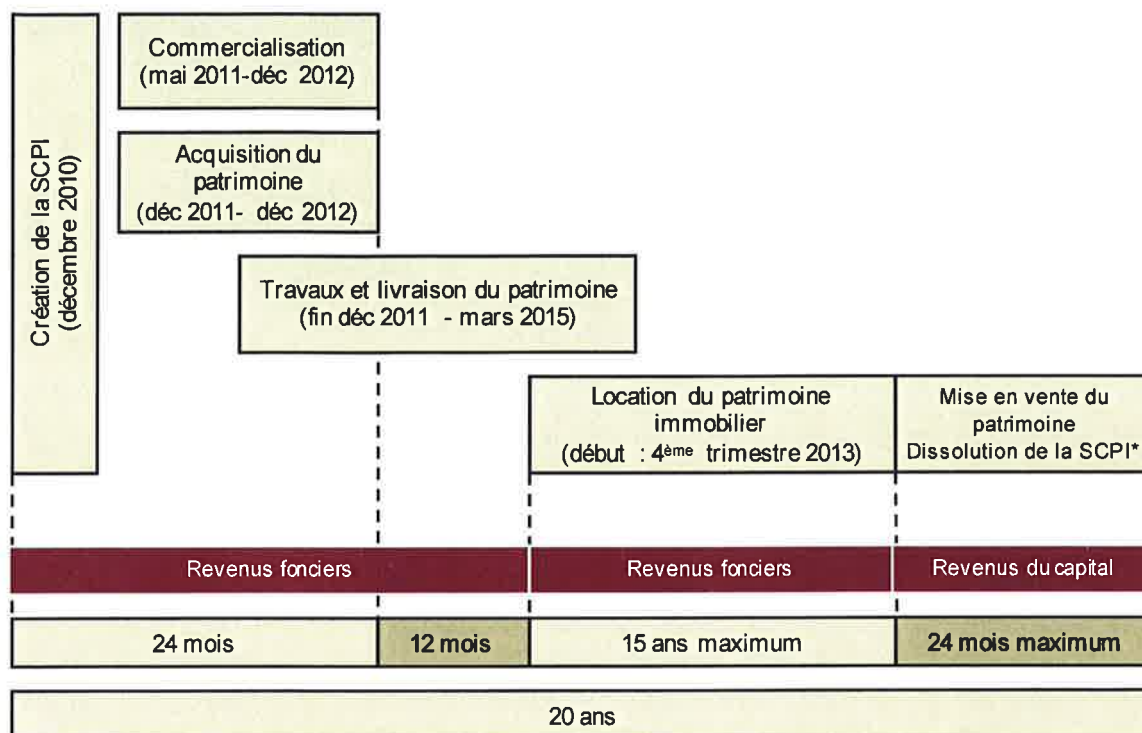 Création de la SCPI
(décembre 2010)
Commercialisation
(mai 2011-déc 2012)
Acquisition du
patrimoine
(déc 2011- déc 2012)
Travaux et livraison du patrimoine
(fin déc 2011 - mars 2015)
Location du patrimoine
immobilier
(début : 4ème trimestre 2013)
Mise en vente du
patrimoine
Dissolution de la SCPI*
Revenus fonciers
Revenus fonciers
Revenus du capital
24 mois
12 mois
15 ans maximum
24 mois maximum
20 ans